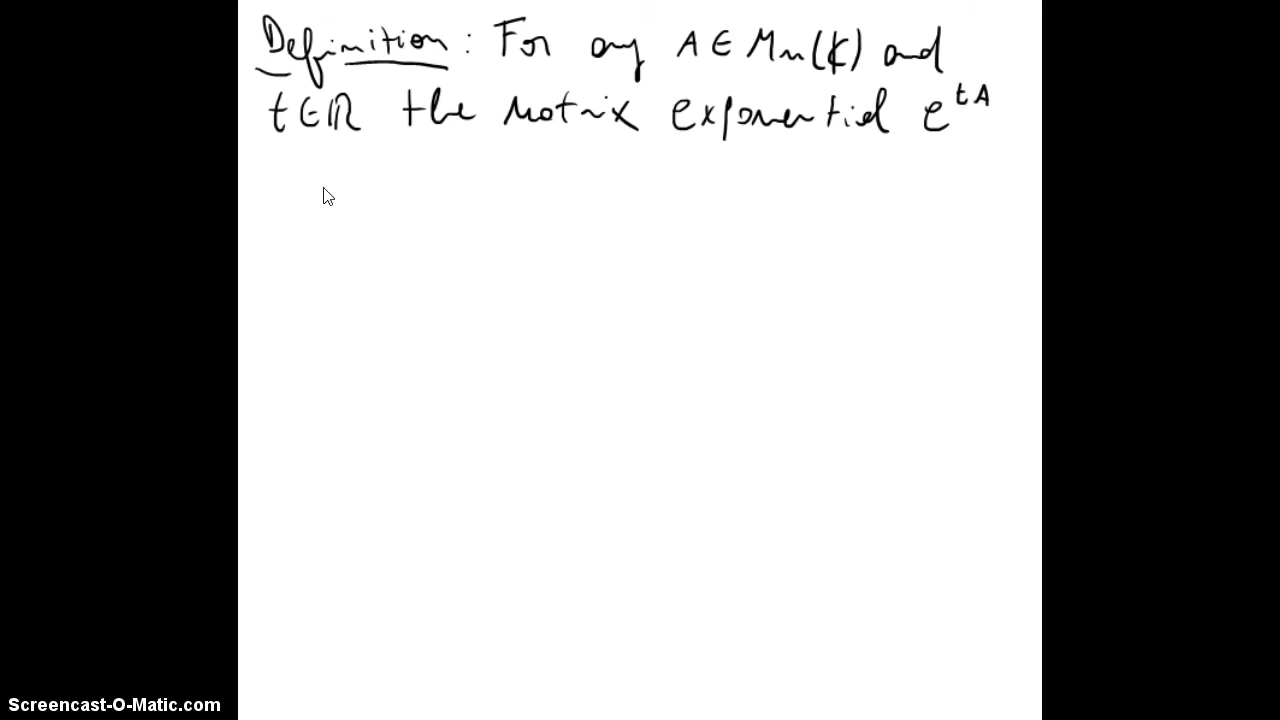 Definition : For any A ∈ Mn(𝕂) and
t ∈ ℝ the matrix exponential e^{tA}
Screencast-O-Matic.com